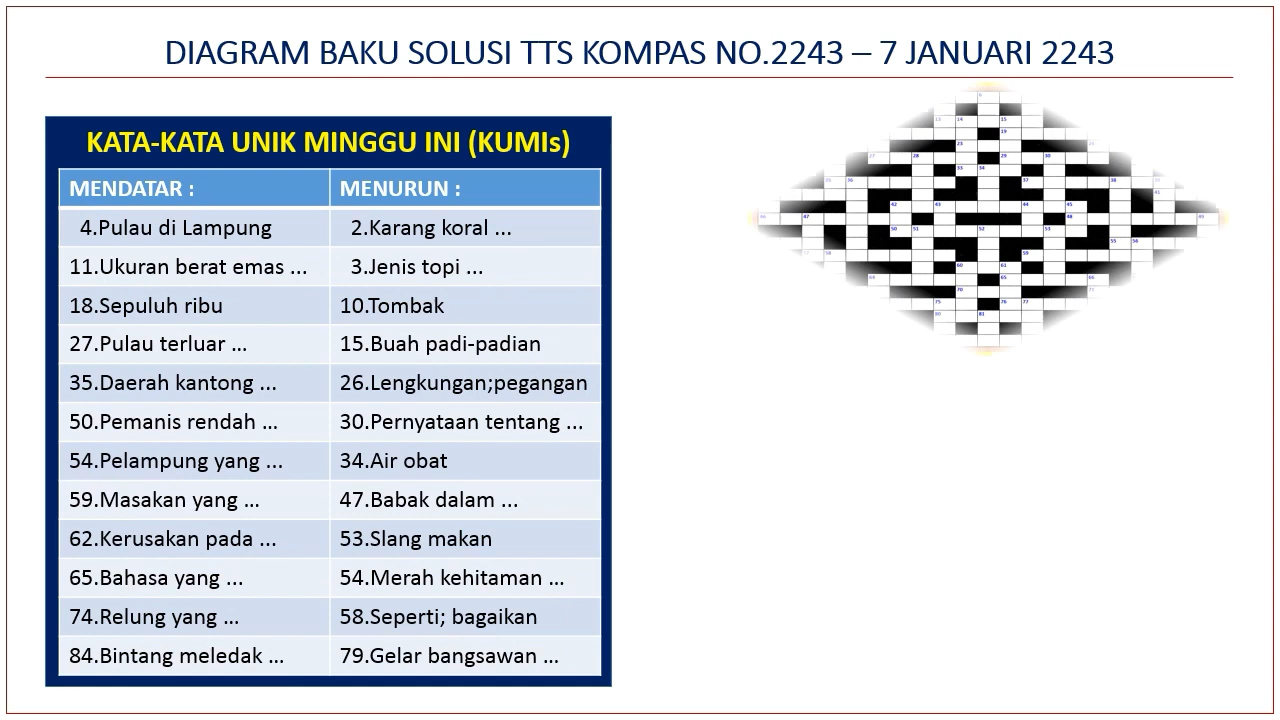 DIAGRAM BAKU SOLUSI TTS KOMPAS NO.2243 – 7 JANUARI 2243
KATA-KATA UNIK MINGGU INI (KUMIs)
MENDATAR : MENURUN :
4.Pulau di Lampung 2.Karang koral ...
11.Ukuran berat emas ... 3.Jenis topi ...
18.Sepuluh ribu 10.Tombak
27.Pulau terluar ... 15.Buah padi-padian
35.Daerah kantong ... 26.Lengkungan;pegangan
50.Pemanis rendah ... 30.Pernyataan tentang ...
54.Pelampung yang ... 34.Air obat
59.Masakan yang ... 47.Babak dalam ...
62.Kerusakan pada ... 53.Slang makan
65.Bahasa yang ... 54.Merah kehitaman ...
74.Relung yang ... 58.Seperti; bagaikan
84.Bintang meledak ... 79.Gelar bangsawan ...